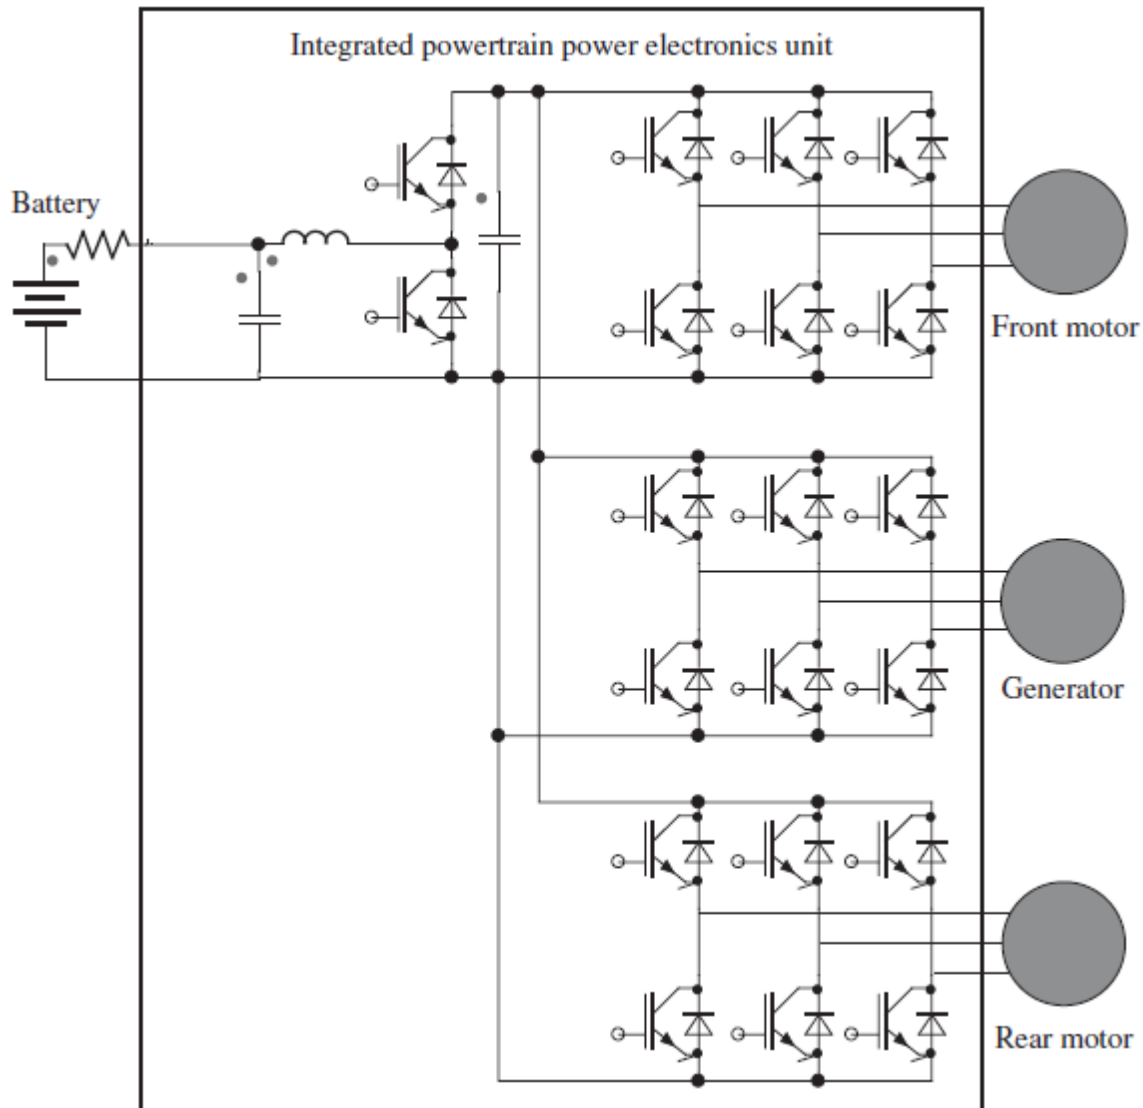 Integrated powertrain power electronics unit
Battery
Front motor
Generator
Rear motor